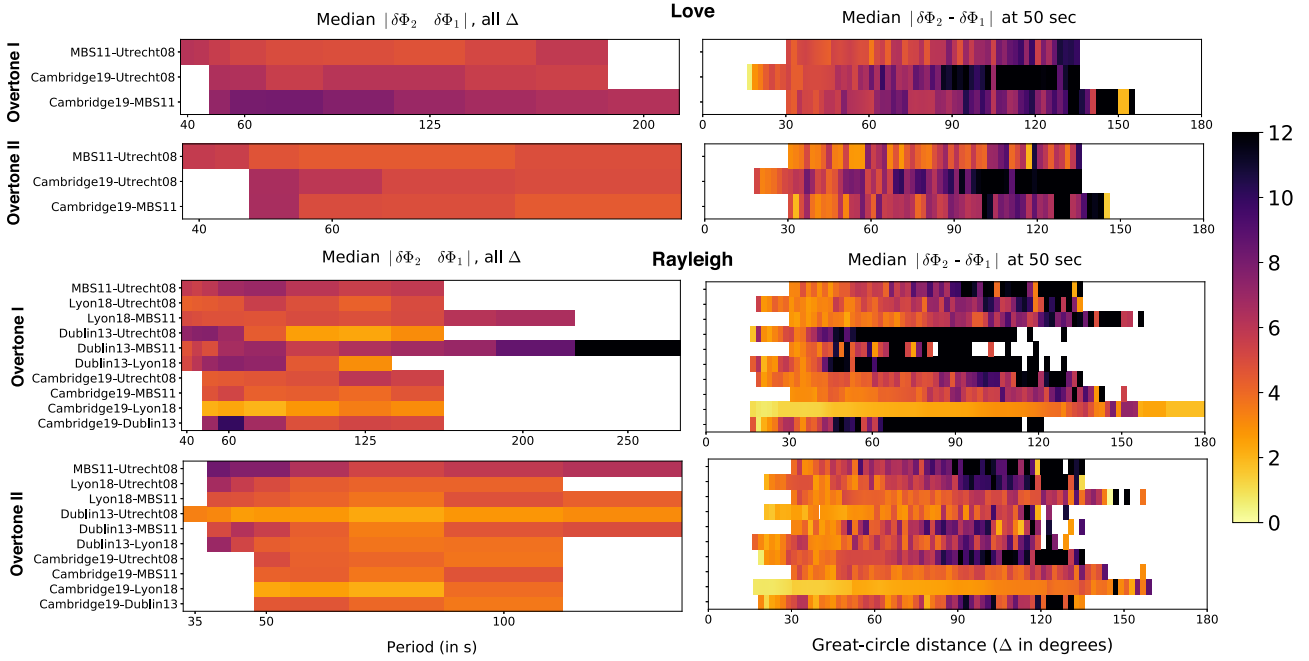 Love
Median |δΦ₂ δΦ₁|, all Δ
Median |δΦ₂ - δΦ₁| at 50 sec
Overtone I
MBS11-Utrecht08
Cambridge19-Utrecht08
Cambridge19-MBS11
40 60 125 200
0 30 60 90 120 150 180
Overtone II
MBS11-Utrecht08
Cambridge19-Utrecht08
Cambridge19-MBS11
40 60
0 30 60 90 120 150 180
Rayleigh
Median |δΦ₂ δΦ₁|, all Δ
Median |δΦ₂ - δΦ₁| at 50 sec
Overtone I
MBS11-Utrecht08
Lyon18-Utrecht08
Lyon18-MBS11
Dublin13-Utrecht08
Dublin13-MBS11
Dublin13-Lyon18
Cambridge19-Utrecht08
Cambridge19-MBS11
Cambridge19-Lyon18
Cambridge19-Dublin13
40 60 125 200 250
0 30 60 90 120 150 180
Overtone II
MBS11-Utrecht08
Lyon18-Utrecht08
Lyon18-MBS11
Dublin13-Utrecht08
Dublin13-MBS11
Dublin13-Lyon18
Cambridge19-Utrecht08
Cambridge19-MBS11
Cambridge19-Lyon18
Cambridge19-Dublin13
35 50 100
0 30 60 90 120 150 180
Period (in s)
Great-circle distance (Δ in degrees)
12
10
8
6
4
2
0